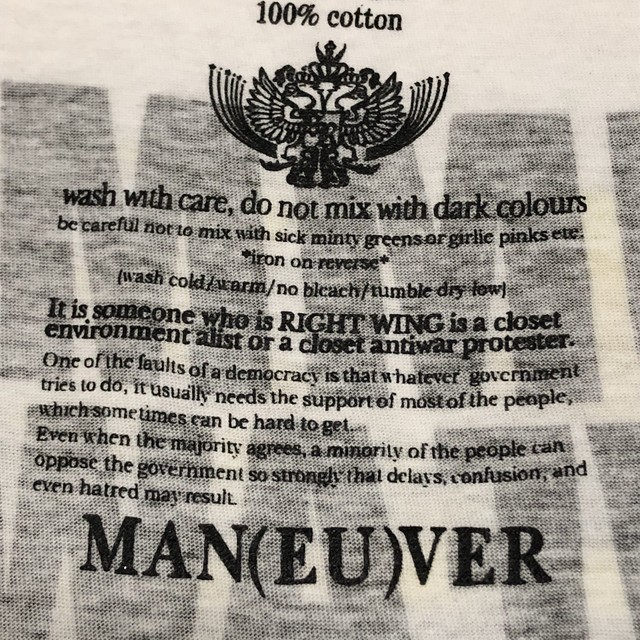 100% cotton
wash with care, do not mix with dark colours
be careful not to mix with sick minty greens or girlie pinks etc.
*iron on reverse*
(wash cold/warm/no bleach/tumble dry low)
It is someone who is RIGHT WING is a closet
environment alist or a closet antiwar protester.
One of the faults of a democracy is that whatever government
tries to do, it usually needs the support of most of the people,
which sometimes can be hard to get.
Even when the majority agrees, a minority of the people can
oppose the government so strongly that delays, confusion, and
even hatred may result.
MAN(EU)VER